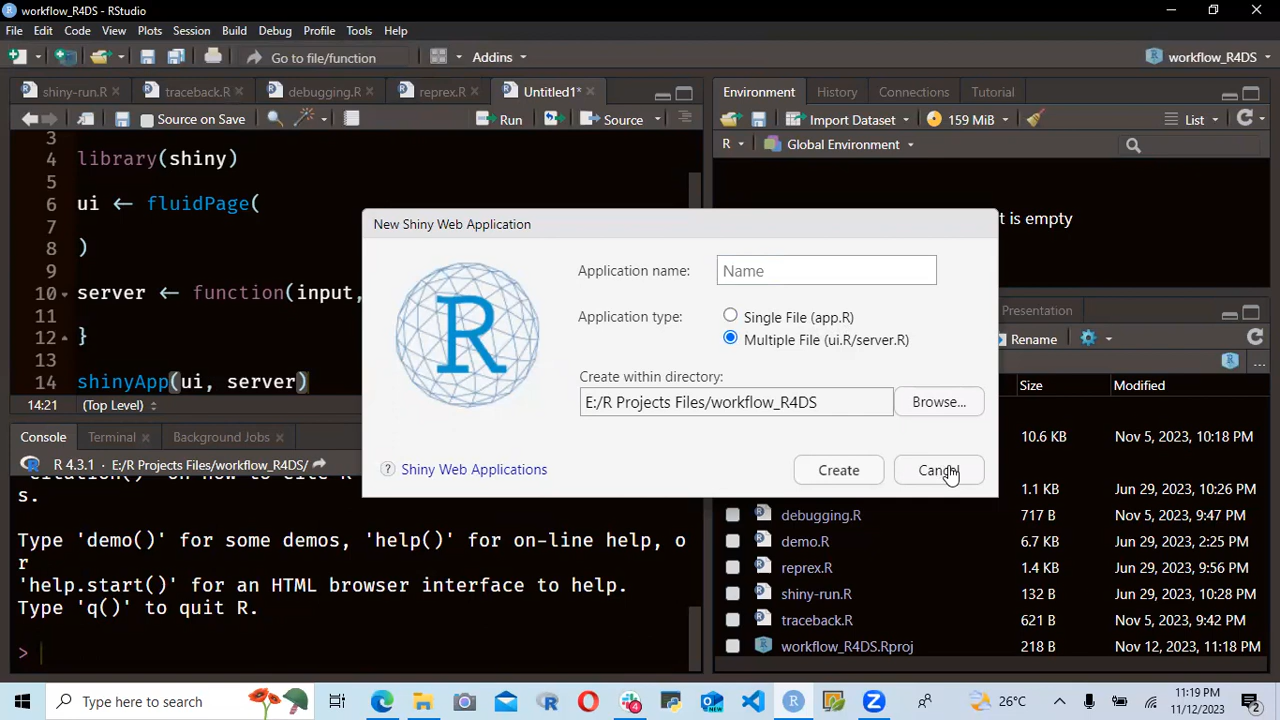 workflow_R4DS - RStudio
File Edit Code View Plots Session Build Debug Profile Tools Help
Go to file/function Addins workflow_R4DS
shiny-run.R traceback.R debugging.R reprex.R Untitled1*
Source on Save Run Source
3
4 library(shiny)
5
6 ui <- fluidPage(
7
8 )
9
10 server <- function(input,
11
12 }
13
14 shinyApp(ui, server)
14:21 (Top Level)
Console Terminal Background Jobs
R 4.3.1 · E:/R Projects Files/workflow_R4DS/
s.
Type 'demo()' for some demos, 'help()' for on-line help, o
r
'help.start()' for an HTML browser interface to help.
Type 'q()' to quit R.
>
New Shiny Web Application
Application name: Name
Application type: Single File (app.R)
Multiple File (ui.R/server.R)
Create within directory:
E:/R Projects Files/workflow_R4DS Browse...
? Shiny Web Applications Create Cancel
R
Environment History Connections Tutorial
Import Dataset 159 MiB List
R Global Environment
t is empty
Presentation
Rename
...
Size Modified
10.6 KB Nov 5, 2023, 10:18 PM
1.1 KB Jun 29, 2023, 10:26 PM
debugging.R 717 B Nov 5, 2023, 9:47 PM
demo.R 6.7 KB Jun 29, 2023, 2:25 PM
reprex.R 1.4 KB Jun 29, 2023, 9:56 PM
shiny-run.R 132 B Jun 29, 2023, 10:28 PM
traceback.R 621 B Nov 5, 2023, 9:42 PM
workflow_R4DS.Rproj 218 B Nov 12, 2023, 11:18 PM
Type here to search
4
NEW
26°C
11:19 PM
11/12/2023
2